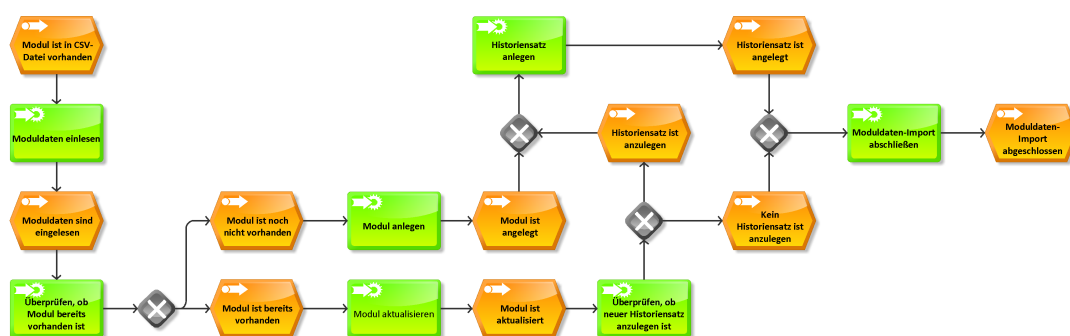 Modul ist in CSV-
Datei vorhanden
Moduldaten einlesen
Moduldaten sind
eingelesen
Überprüfen, ob
Modul bereits
vorhanden ist
Modul ist noch
nicht vorhanden
Modul anlegen
Modul ist
angelegt
Modul ist bereits
vorhanden
Modul aktualisieren
Modul ist
aktualisiert
Überprüfen, ob
neuer Historiensatz
anzulegen ist
Historiensatz ist
anzulegen
Kein
Historiensatz ist
anzulegen
Historiensatz
anlegen
Historiensatz ist
angelegt
Moduldaten-Import
abschließen
Moduldaten-
Import
abgeschlossen